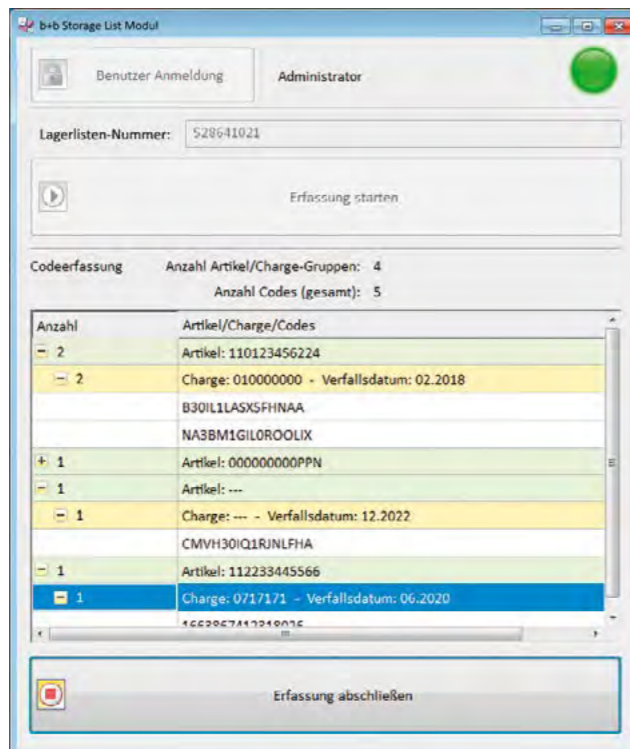 b+b Storage List Modul
Benutzer Anmeldung Administrator
Lagerlisten-Nummer: 528641021
Erfassung starten
Codeerfassung Anzahl Artikel/Charge-Gruppen: 4
Anzahl Codes (gesamt): 5
Anzahl Artikel/Charge/Codes
2 Artikel: 110123456224
2 Charge: 010000000 - Verfallsdatum: 02.2018
B30IL1LASX5FHNAA
NA3BM1GIL0ROOLIX
1 Artikel: 000000000PPN
1 Artikel: ---
1 Charge: --- - Verfallsdatum: 12.2022
CMVH30IQ1RJNLFHA
1 Artikel: 112233445566
1 Charge: 0717171 - Verfallsdatum: 06.2020
Erfassung abschließen